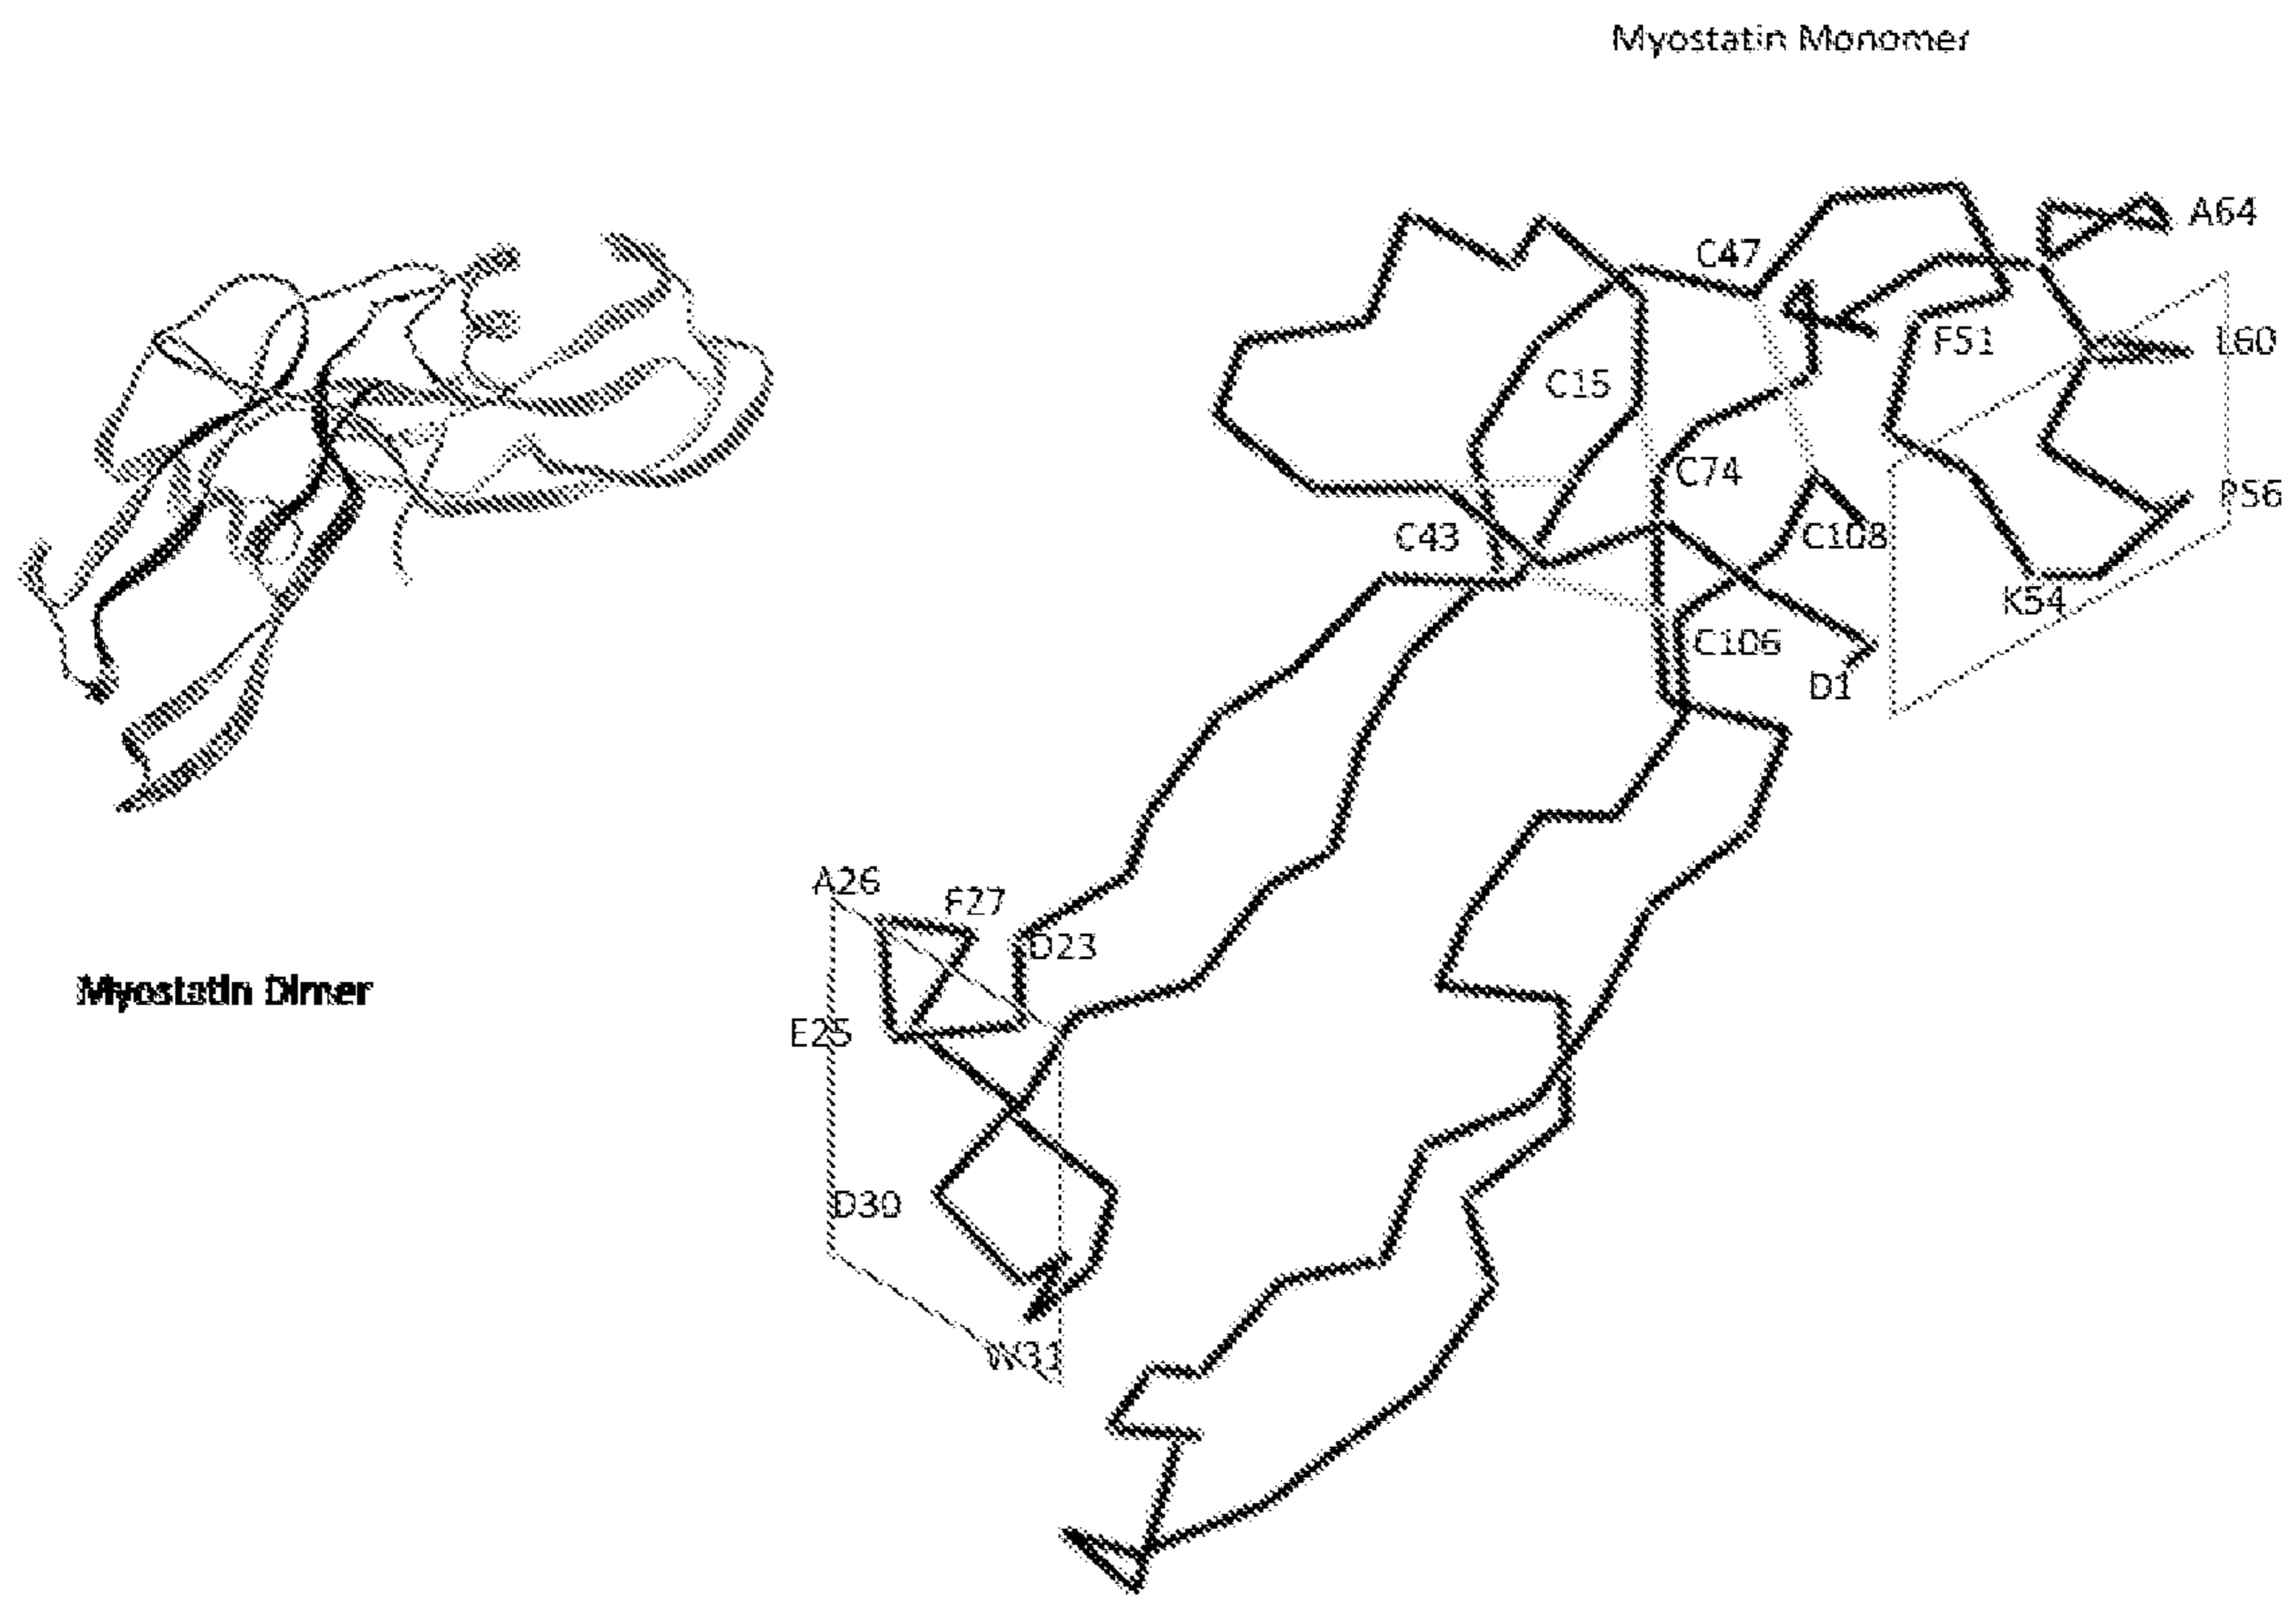 Myostatin Monomer
A64
C47
F51
L60
C15
C74
P56
C43
C108
K54
C106
D1
A26
F27
D23
Myostatin Dimer
E25
D30
W31